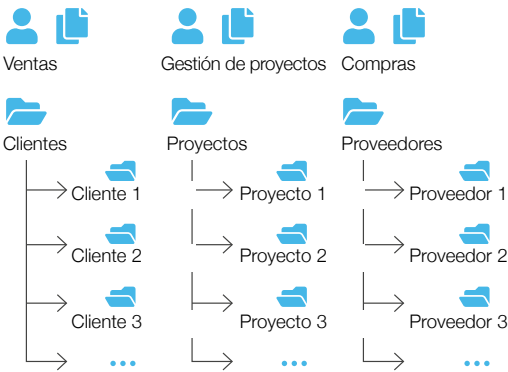 Ventas
Gestión de proyectos
Compras
Clientes
Proyectos
Proveedores
Cliente 1
Proyecto 1
Proveedor 1
Cliente 2
Proyecto 2
Proveedor 2
Cliente 3
Proyecto 3
Proveedor 3
...
...
...